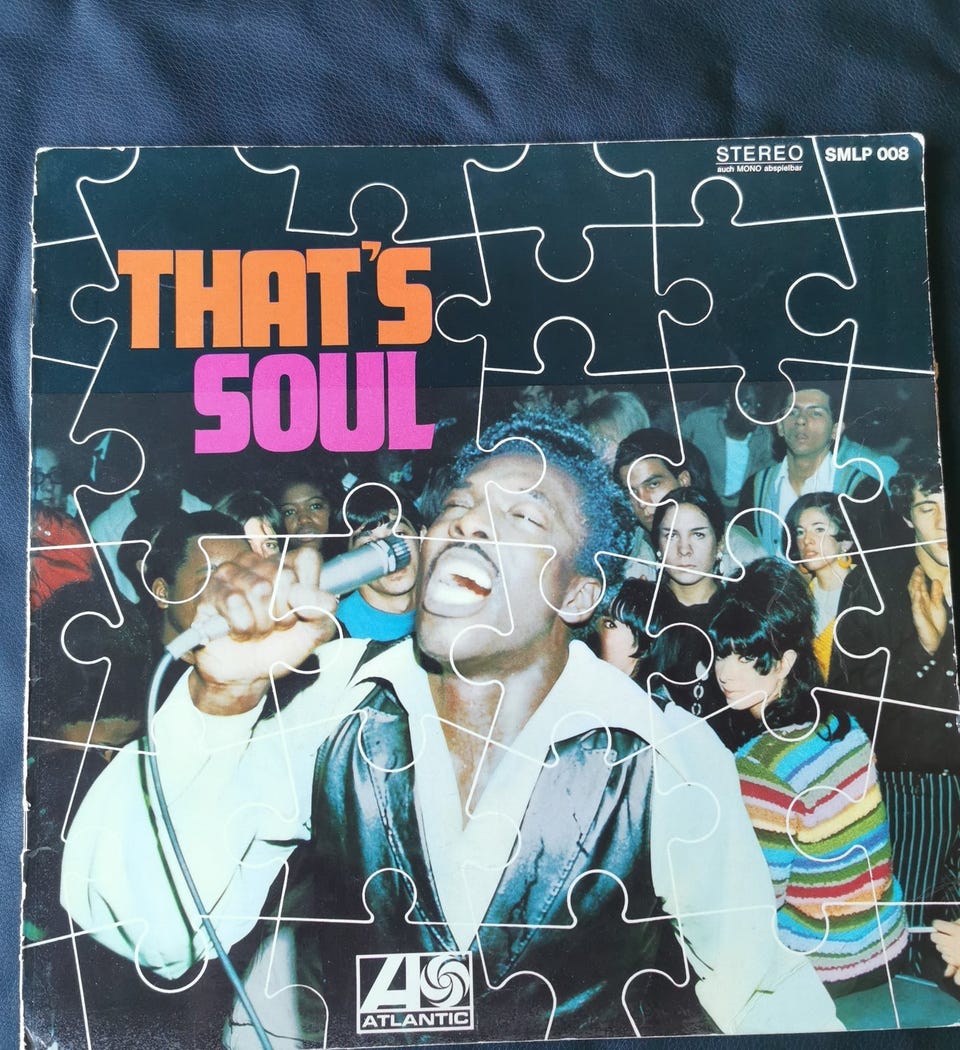 STEREO SMLP 008
auch MONO abspielbar
THAT'S
SOUL
ATLANTIC